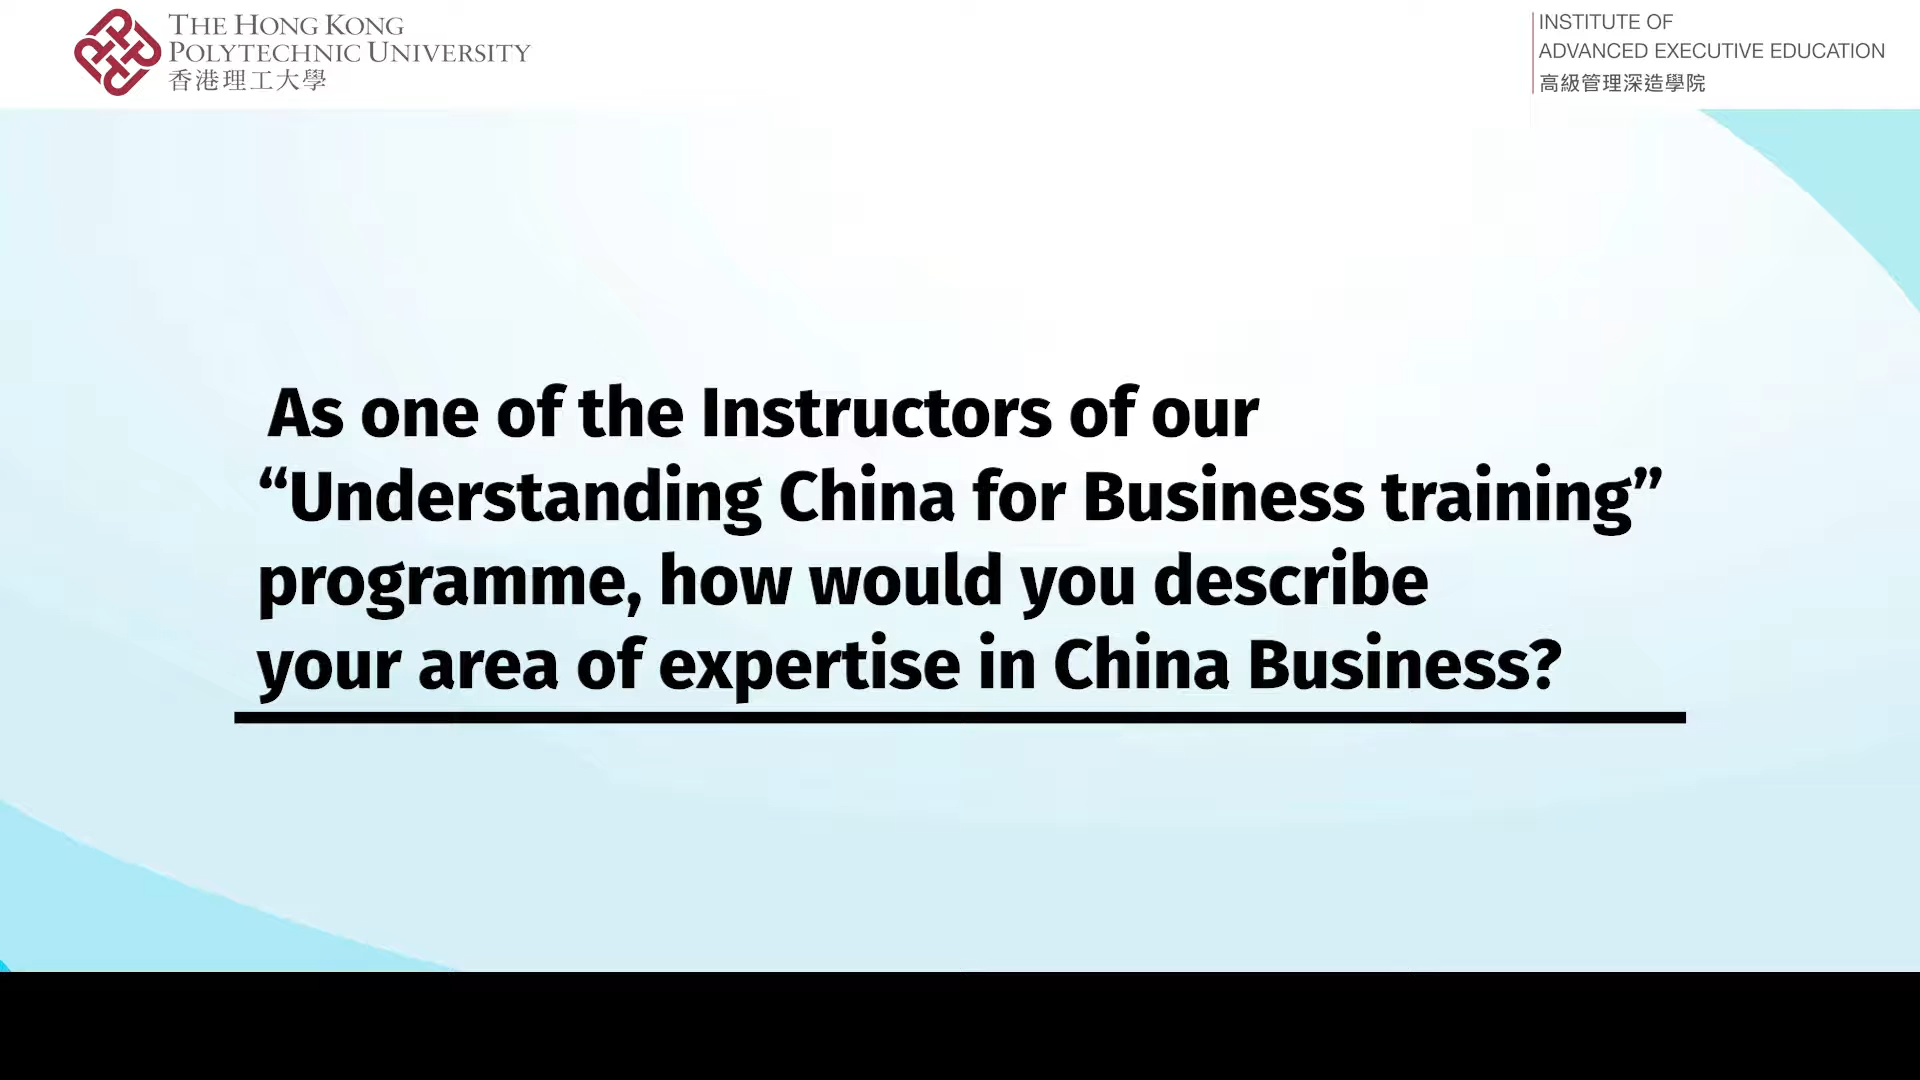 THE HONG KONG
POLYTECHNIC UNIVERSITY
香港理工大學
INSTITUTE OF
ADVANCED EXECUTIVE EDUCATION
高級管理深造學院
As one of the Instructors of our
“Understanding China for Business training”
programme, how would you describe
your area of expertise in China Business?